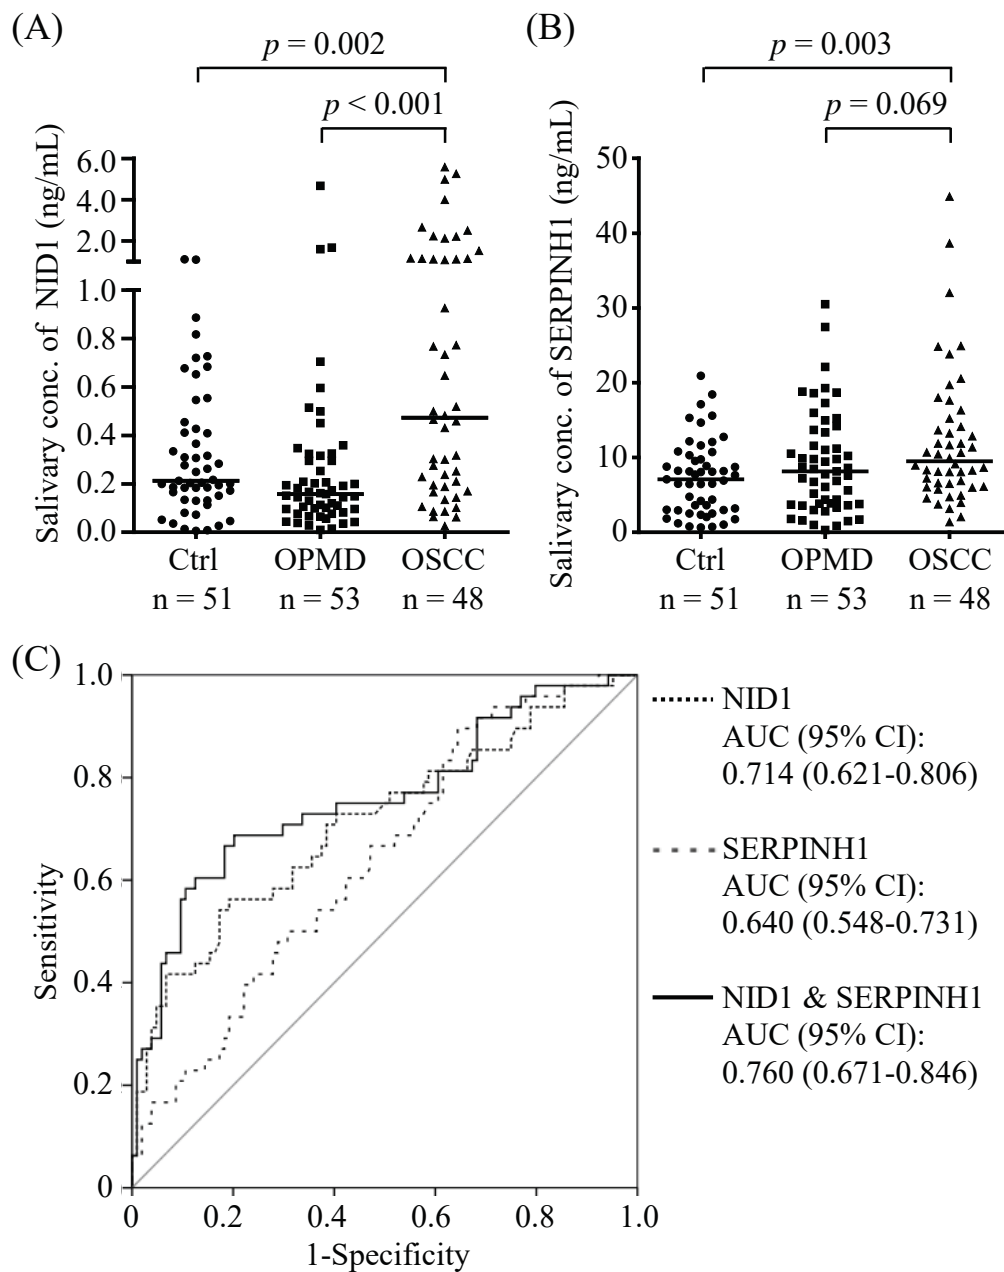 (A)
p = 0.002
p < 0.001
Salivary conc. of NID1 (ng/mL)
6.0
4.0
2.0
1.0
0.8
0.6
0.4
0.2
0.0
Ctrl OPMD OSCC
n = 51 n = 53 n = 48
(B)
p = 0.003
p = 0.069
Salivary conc. of SERPINH1 (ng/mL)
50
40
30
20
10
0
Ctrl OPMD OSCC
n = 51 n = 53 n = 48
(C)
Sensitivity
1.0
0.8
0.6
0.4
0.2
0
0 0.2 0.4 0.6 0.8 1.0
1-Specificity
NID1
AUC (95% CI):
0.714 (0.621-0.806)
SERPINH1
AUC (95% CI):
0.640 (0.548-0.731)
NID1 & SERPINH1
AUC (95% CI):
0.760 (0.671-0.846)